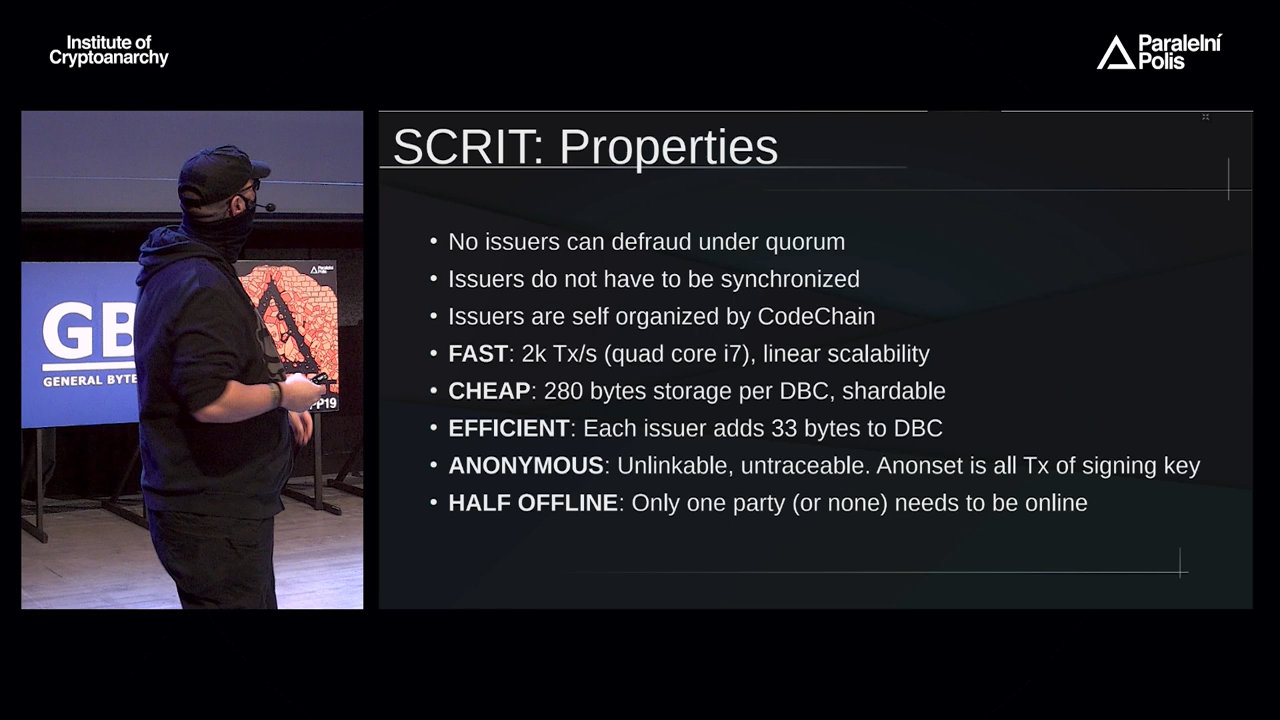 Institute of
Cryptoanarchy
Paralelní
Polis
GB
GENERAL BYTE
Paralelní
Polis
P19
SCRIT: Properties
• No issuers can defraud under quorum
• Issuers do not have to be synchronized
• Issuers are self organized by CodeChain
• FAST: 2k Tx/s (quad core i7), linear scalability
• CHEAP: 280 bytes storage per DBC, shardable
• EFFICIENT: Each issuer adds 33 bytes to DBC
• ANONYMOUS: Unlinkable, untraceable. Anonset is all Tx of signing key
• HALF OFFLINE: Only one party (or none) needs to be online